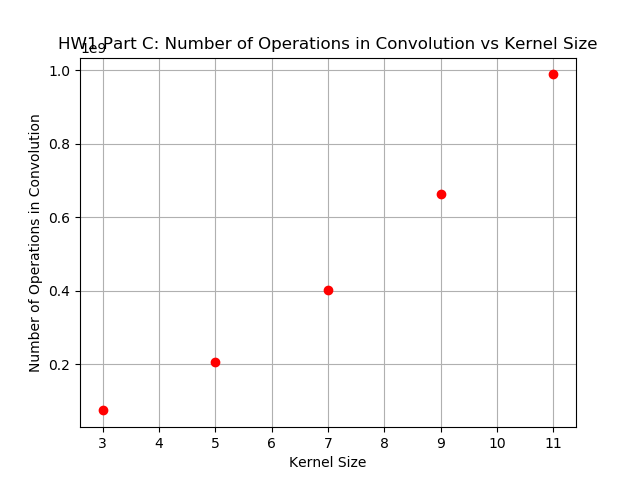 HW1 Part C: Number of Operations in Convolution vs Kernel Size
1e9
1.0
0.8
0.6
0.4
0.2
Number of Operations in Convolution
3 4 5 6 7 8 9 10 11
Kernel Size